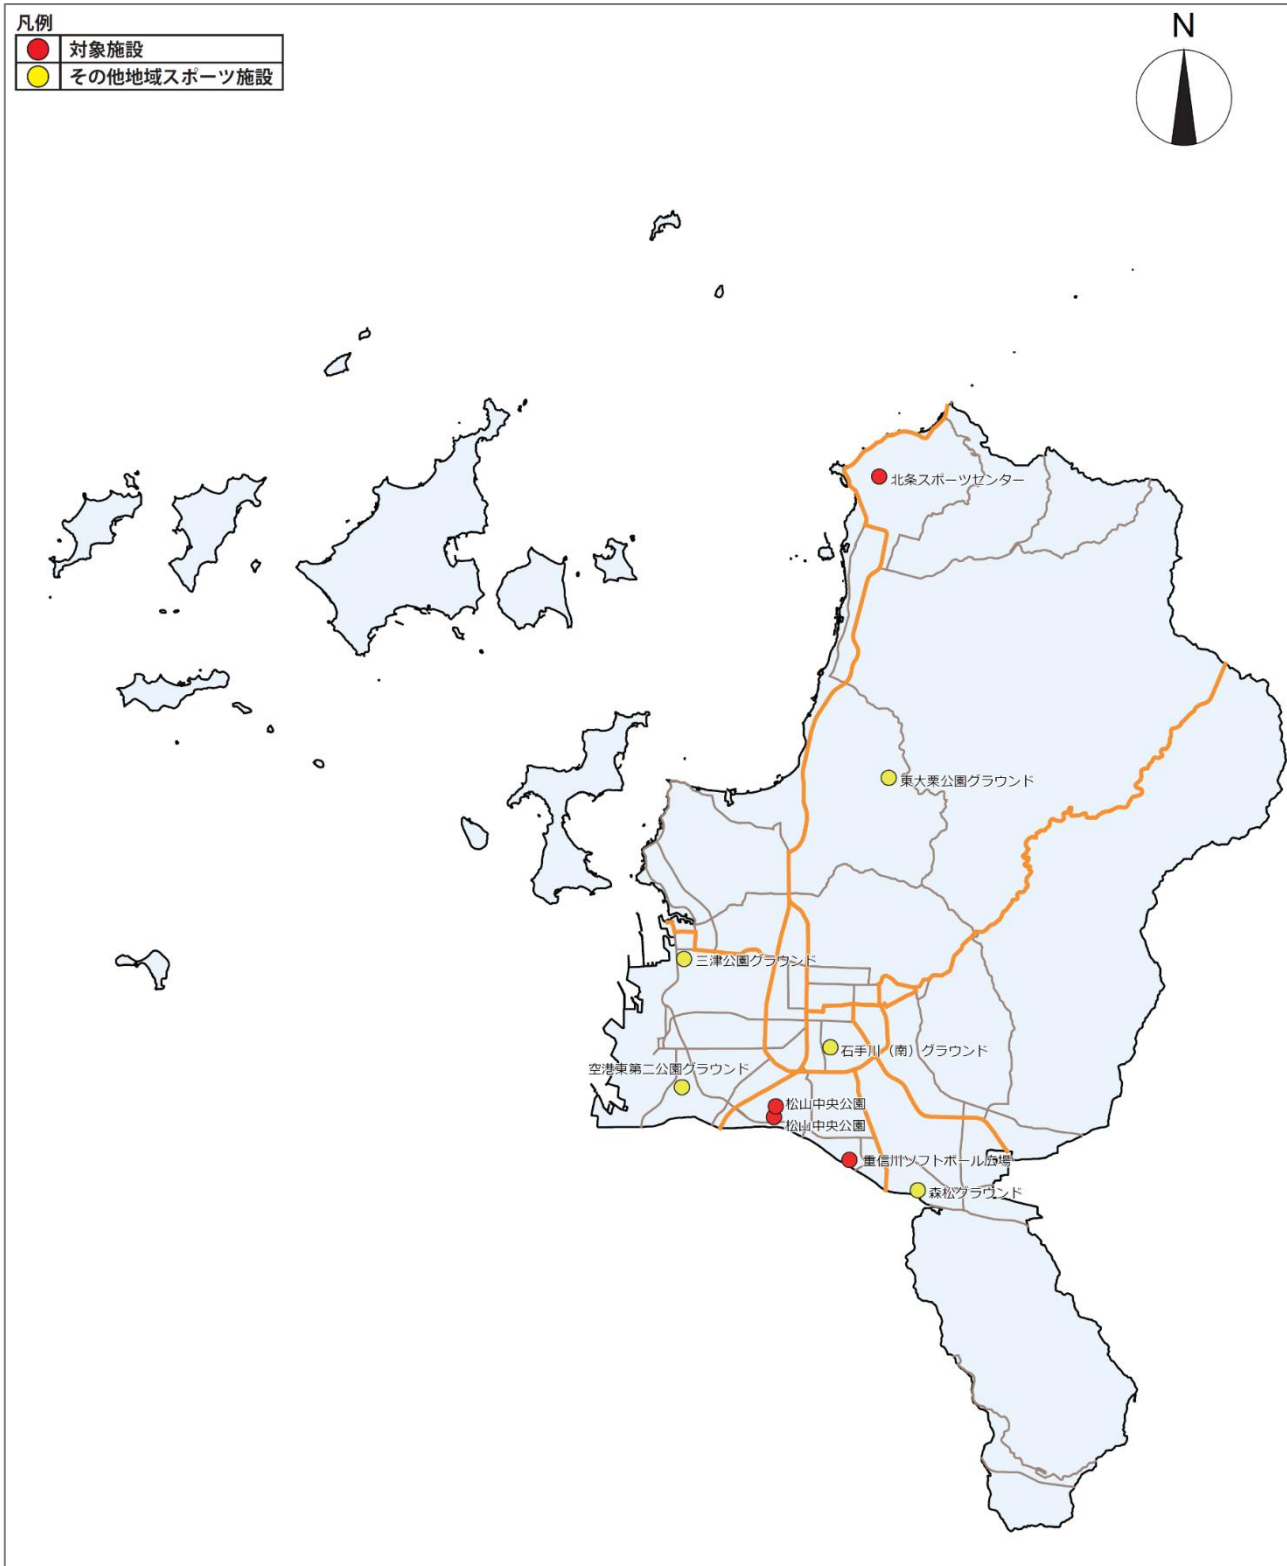 凡例
対象施設
その他地域スポーツ施設
N
北条スポーツセンター
東大栗公園グラウンド
三津公園グラウンド
石手川（南）グラウンド
空港東第二公園グラウンド
松山中央公園
松山中央公園
重信川ソフトボール広場
森松グラウンド